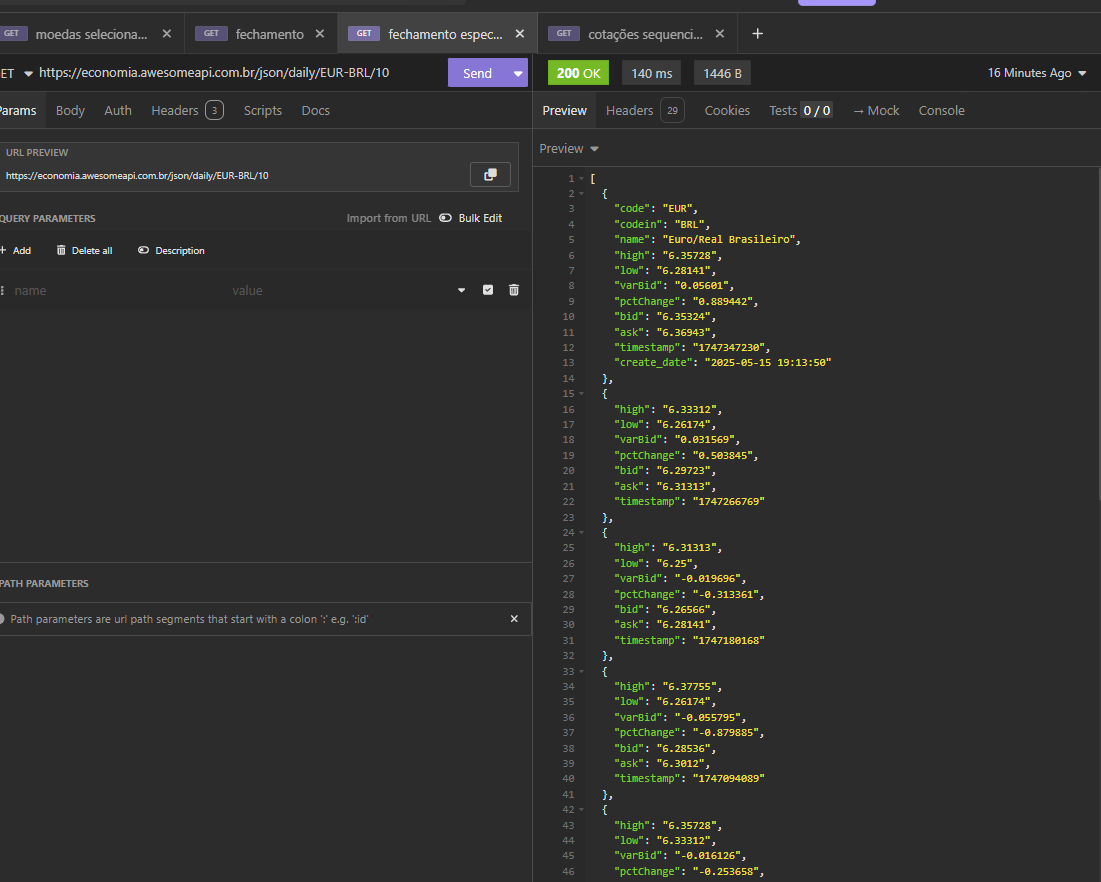 GET moedas seleciona... ✕ GET fechamento ✕ GET fechamento espec... ✕ GET cotações sequenci... ✕ +
ET https://economia.awesomeapi.com.br/json/daily/EUR-BRL/10 Send 200 OK 140 ms 1446 B 16 Minutes Ago
Params Body Auth Headers 3 Scripts Docs
Preview Headers 29 Cookies Tests 0 / 0 → Mock Console
URL PREVIEW
https://economia.awesomeapi.com.br/json/daily/EUR-BRL/10
QUERY PARAMETERS Import from URL Bulk Edit
+ Add Delete all Description
name value
PATH PARAMETERS
Path parameters are url path segments that start with a colon ':' e.g. ':id' ✕
Preview
1 [
2 {
3 "code": "EUR",
4 "codein": "BRL",
5 "name": "Euro/Real Brasileiro",
6 "high": "6.35728",
7 "low": "6.28141",
8 "varBid": "0.05601",
9 "pctChange": "0.889442",
10 "bid": "6.35324",
11 "ask": "6.36943",
12 "timestamp": "1747347230",
13 "create_date": "2025-05-15 19:13:50"
14 },
15 {
16 "high": "6.33312",
17 "low": "6.26174",
18 "varBid": "0.031569",
19 "pctChange": "0.503845",
20 "bid": "6.29723",
21 "ask": "6.31313",
22 "timestamp": "1747266769"
23 },
24 {
25 "high": "6.31313",
26 "low": "6.25",
27 "varBid": "-0.019696",
28 "pctChange": "-0.313361",
29 "bid": "6.26566",
30 "ask": "6.28141",
31 "timestamp": "1747180168"
32 },
33 {
34 "high": "6.37755",
35 "low": "6.26174",
36 "varBid": "-0.055795",
37 "pctChange": "-0.879885",
38 "bid": "6.28536",
39 "ask": "6.3012",
40 "timestamp": "1747094089"
41 },
42 {
43 "high": "6.35728",
44 "low": "6.33312",
45 "varBid": "-0.016126",
46 "pctChange": "-0.253658",